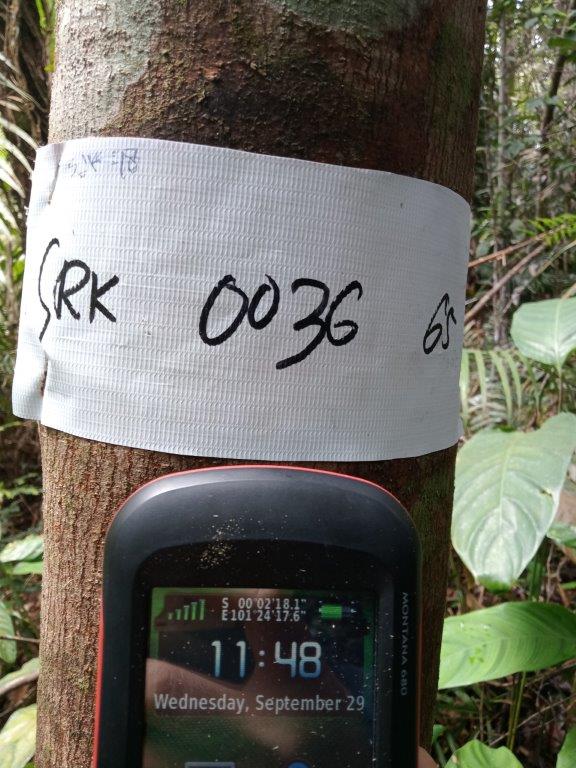 SRK 0036 65
S 00°02'18.1"
E101°24'17.6"
11:48
Wednesday, September 29
MONTANA 680